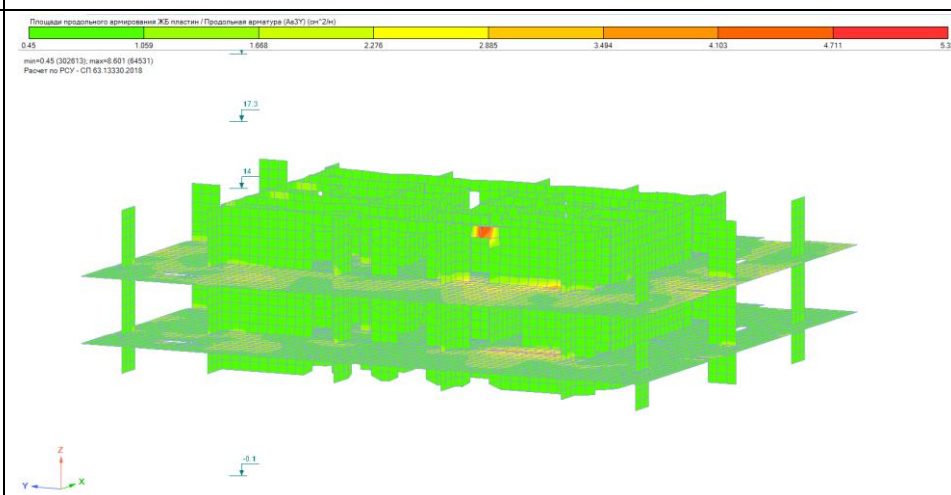 Площади продольного армирования ЖБ пластин / Продольная арматура (As3Y) (см^2/м)
0.45 1.059 1.668 2.276 2.885 3.494 4.103 4.711 5.3
min=0.45 (302613); max=8.601 (64531)
Расчет по РСУ - СП 63.13330.2018
17.3
14
-0.1
Z
Y
X